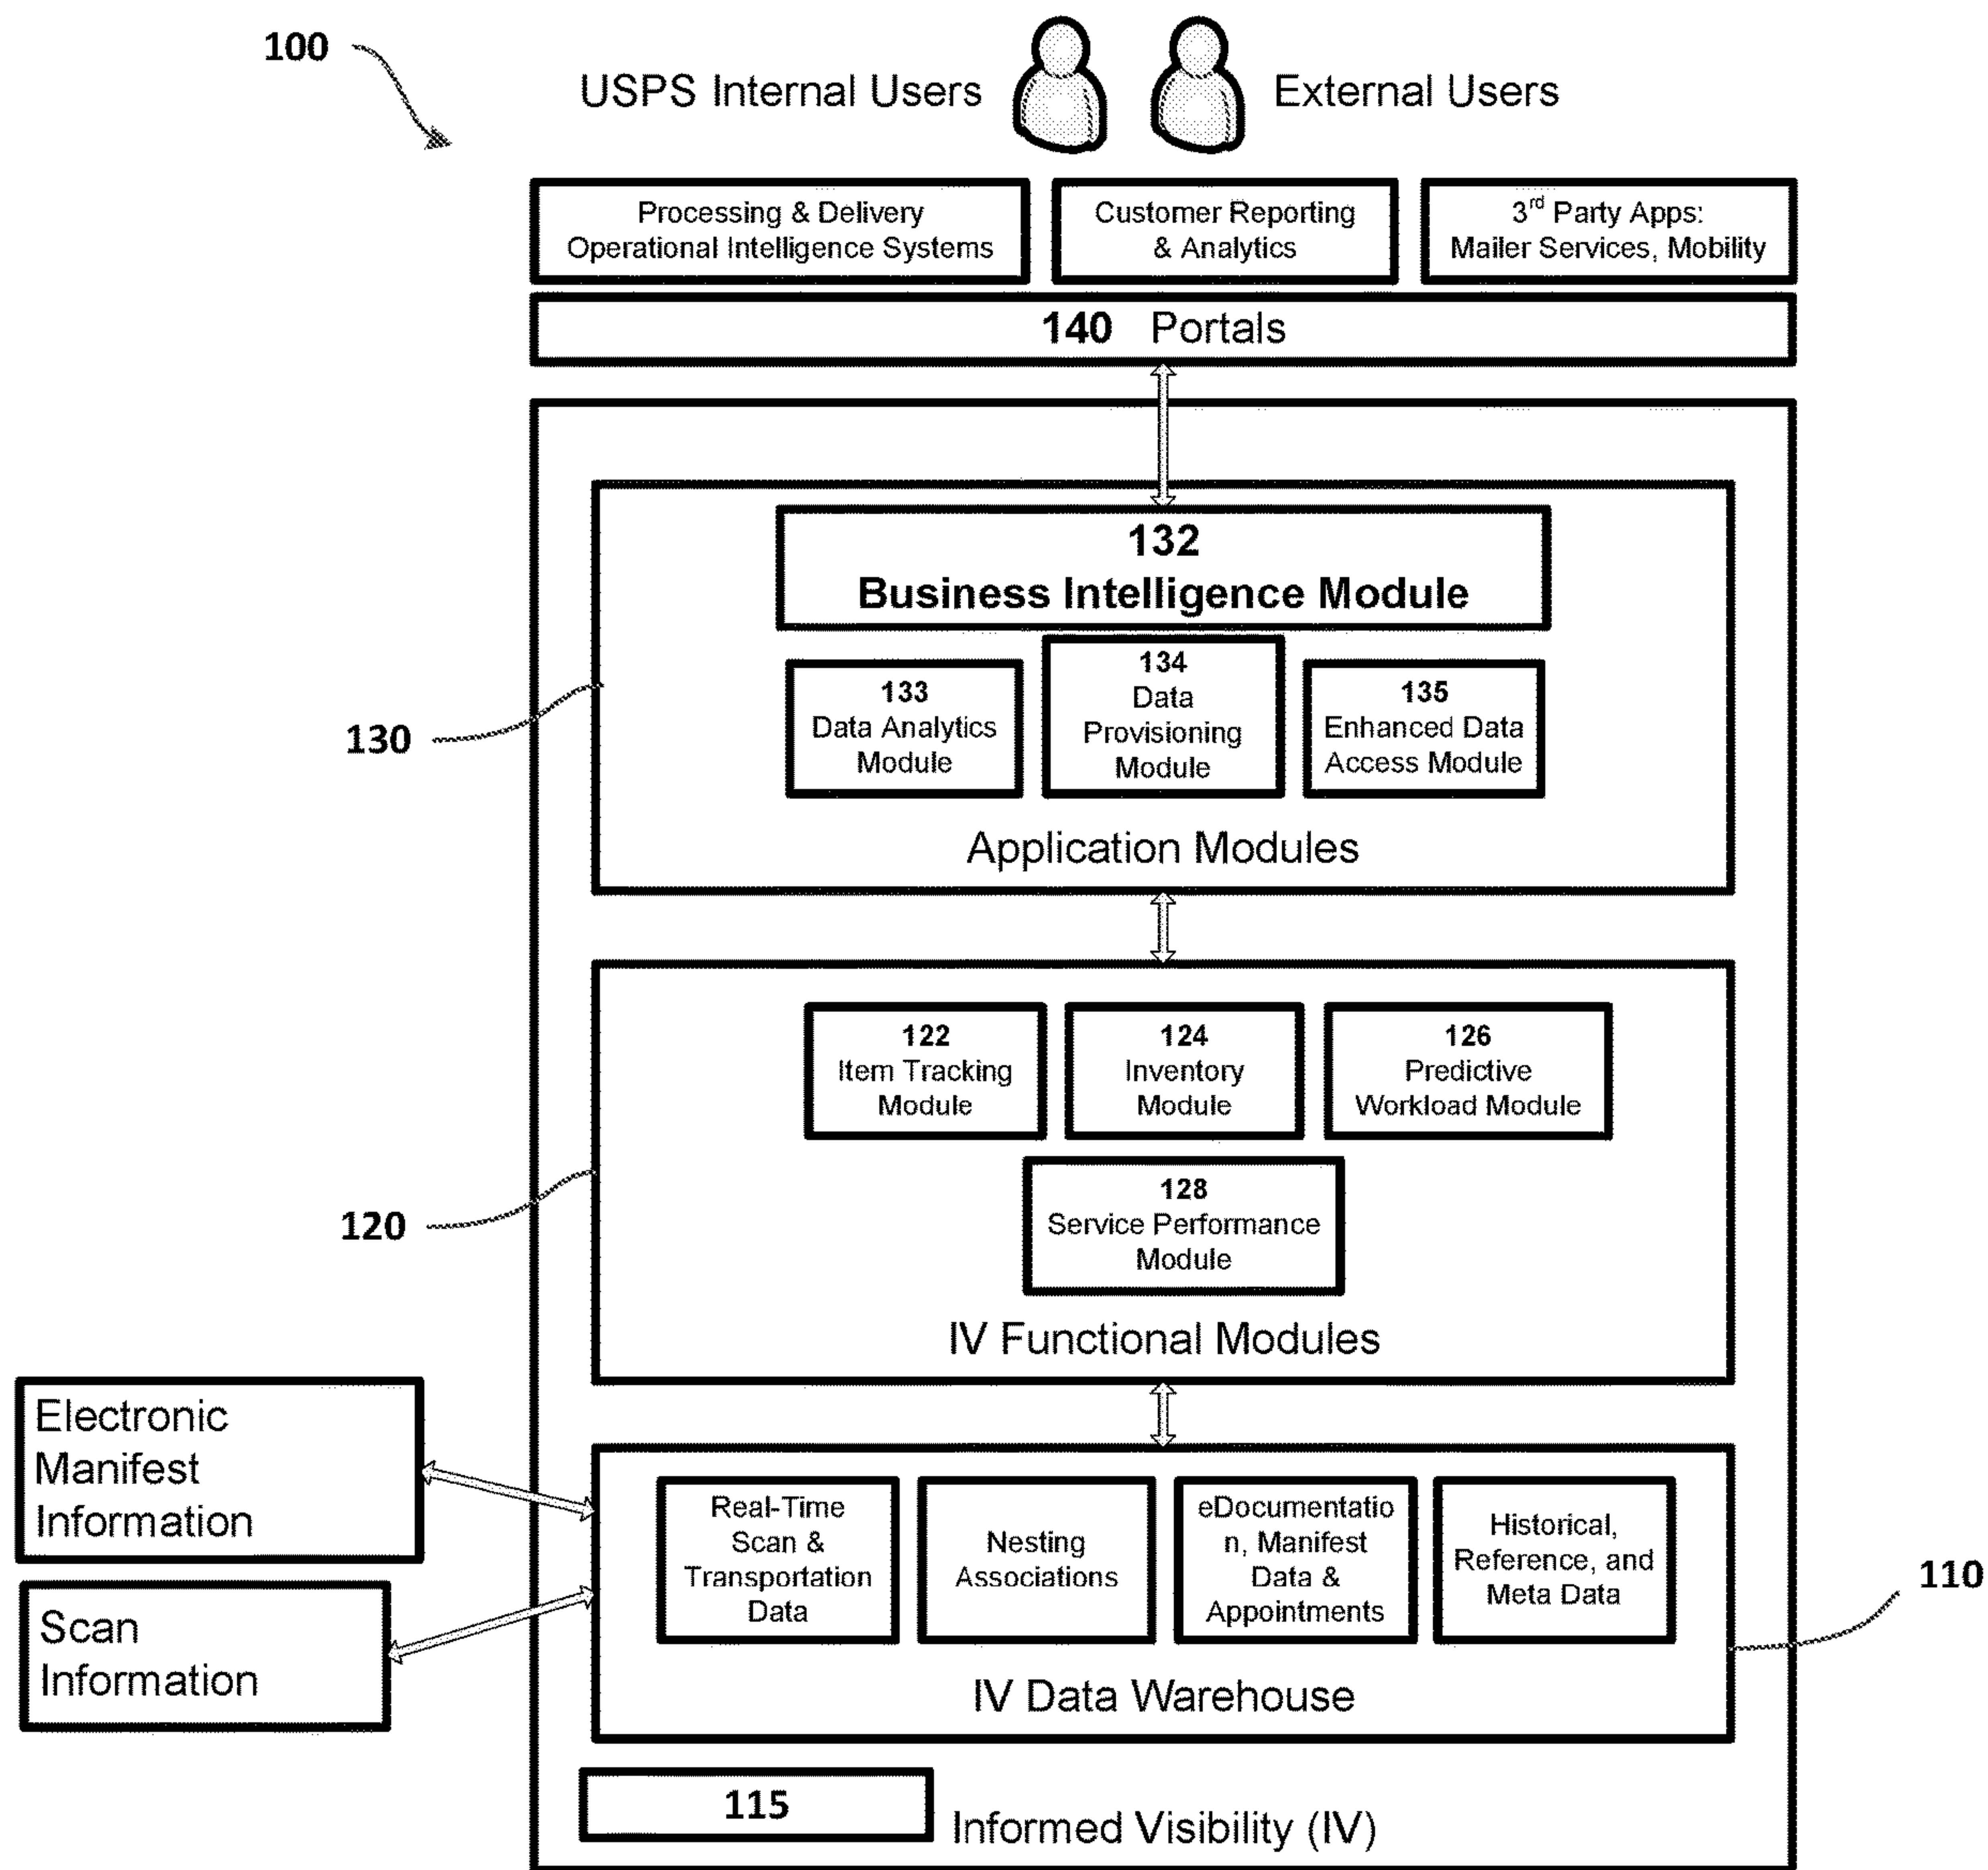 100
USPS Internal Users
External Users
Processing & Delivery
Operational Intelligence Systems
Customer Reporting
& Analytics
3rd Party Apps:
Mailer Services, Mobility
140 Portals
132
Business Intelligence Module
133
Data Analytics
Module
134
Data
Provisioning
Module
135
Enhanced Data
Access Module
130
Application Modules
122
Item Tracking
Module
124
Inventory
Module
126
Predictive
Workload Module
128
Service Performance
Module
120
IV Functional Modules
Electronic
Manifest
Information
Scan
Information
Real-Time
Scan &
Transportation
Data
Nesting
Associations
eDocumentatio
n, Manifest
Data &
Appointments
Historical,
Reference, and
Meta Data
110
IV Data Warehouse
115
Informed Visibility (IV)